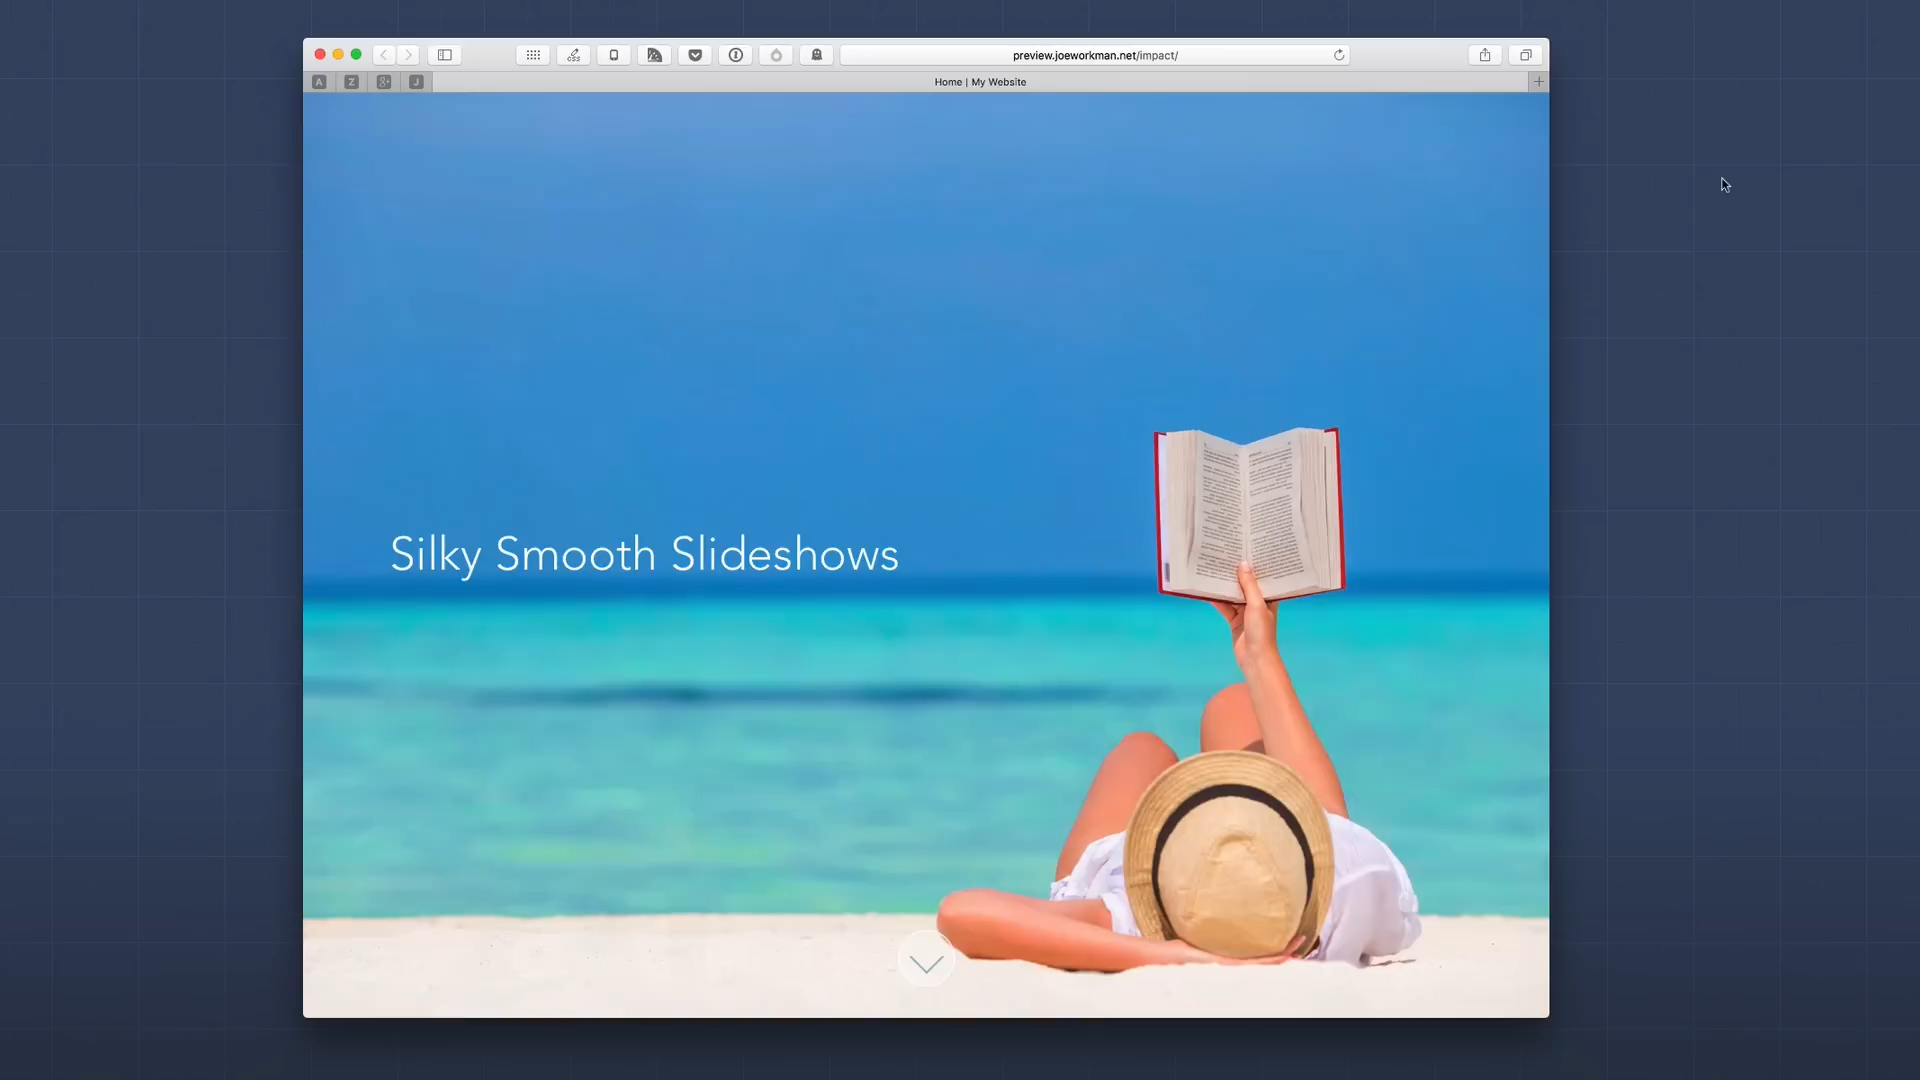 preview.joeworkman.net/impact/
A Z g+ J
Home | My Website
Silky Smooth Slideshows